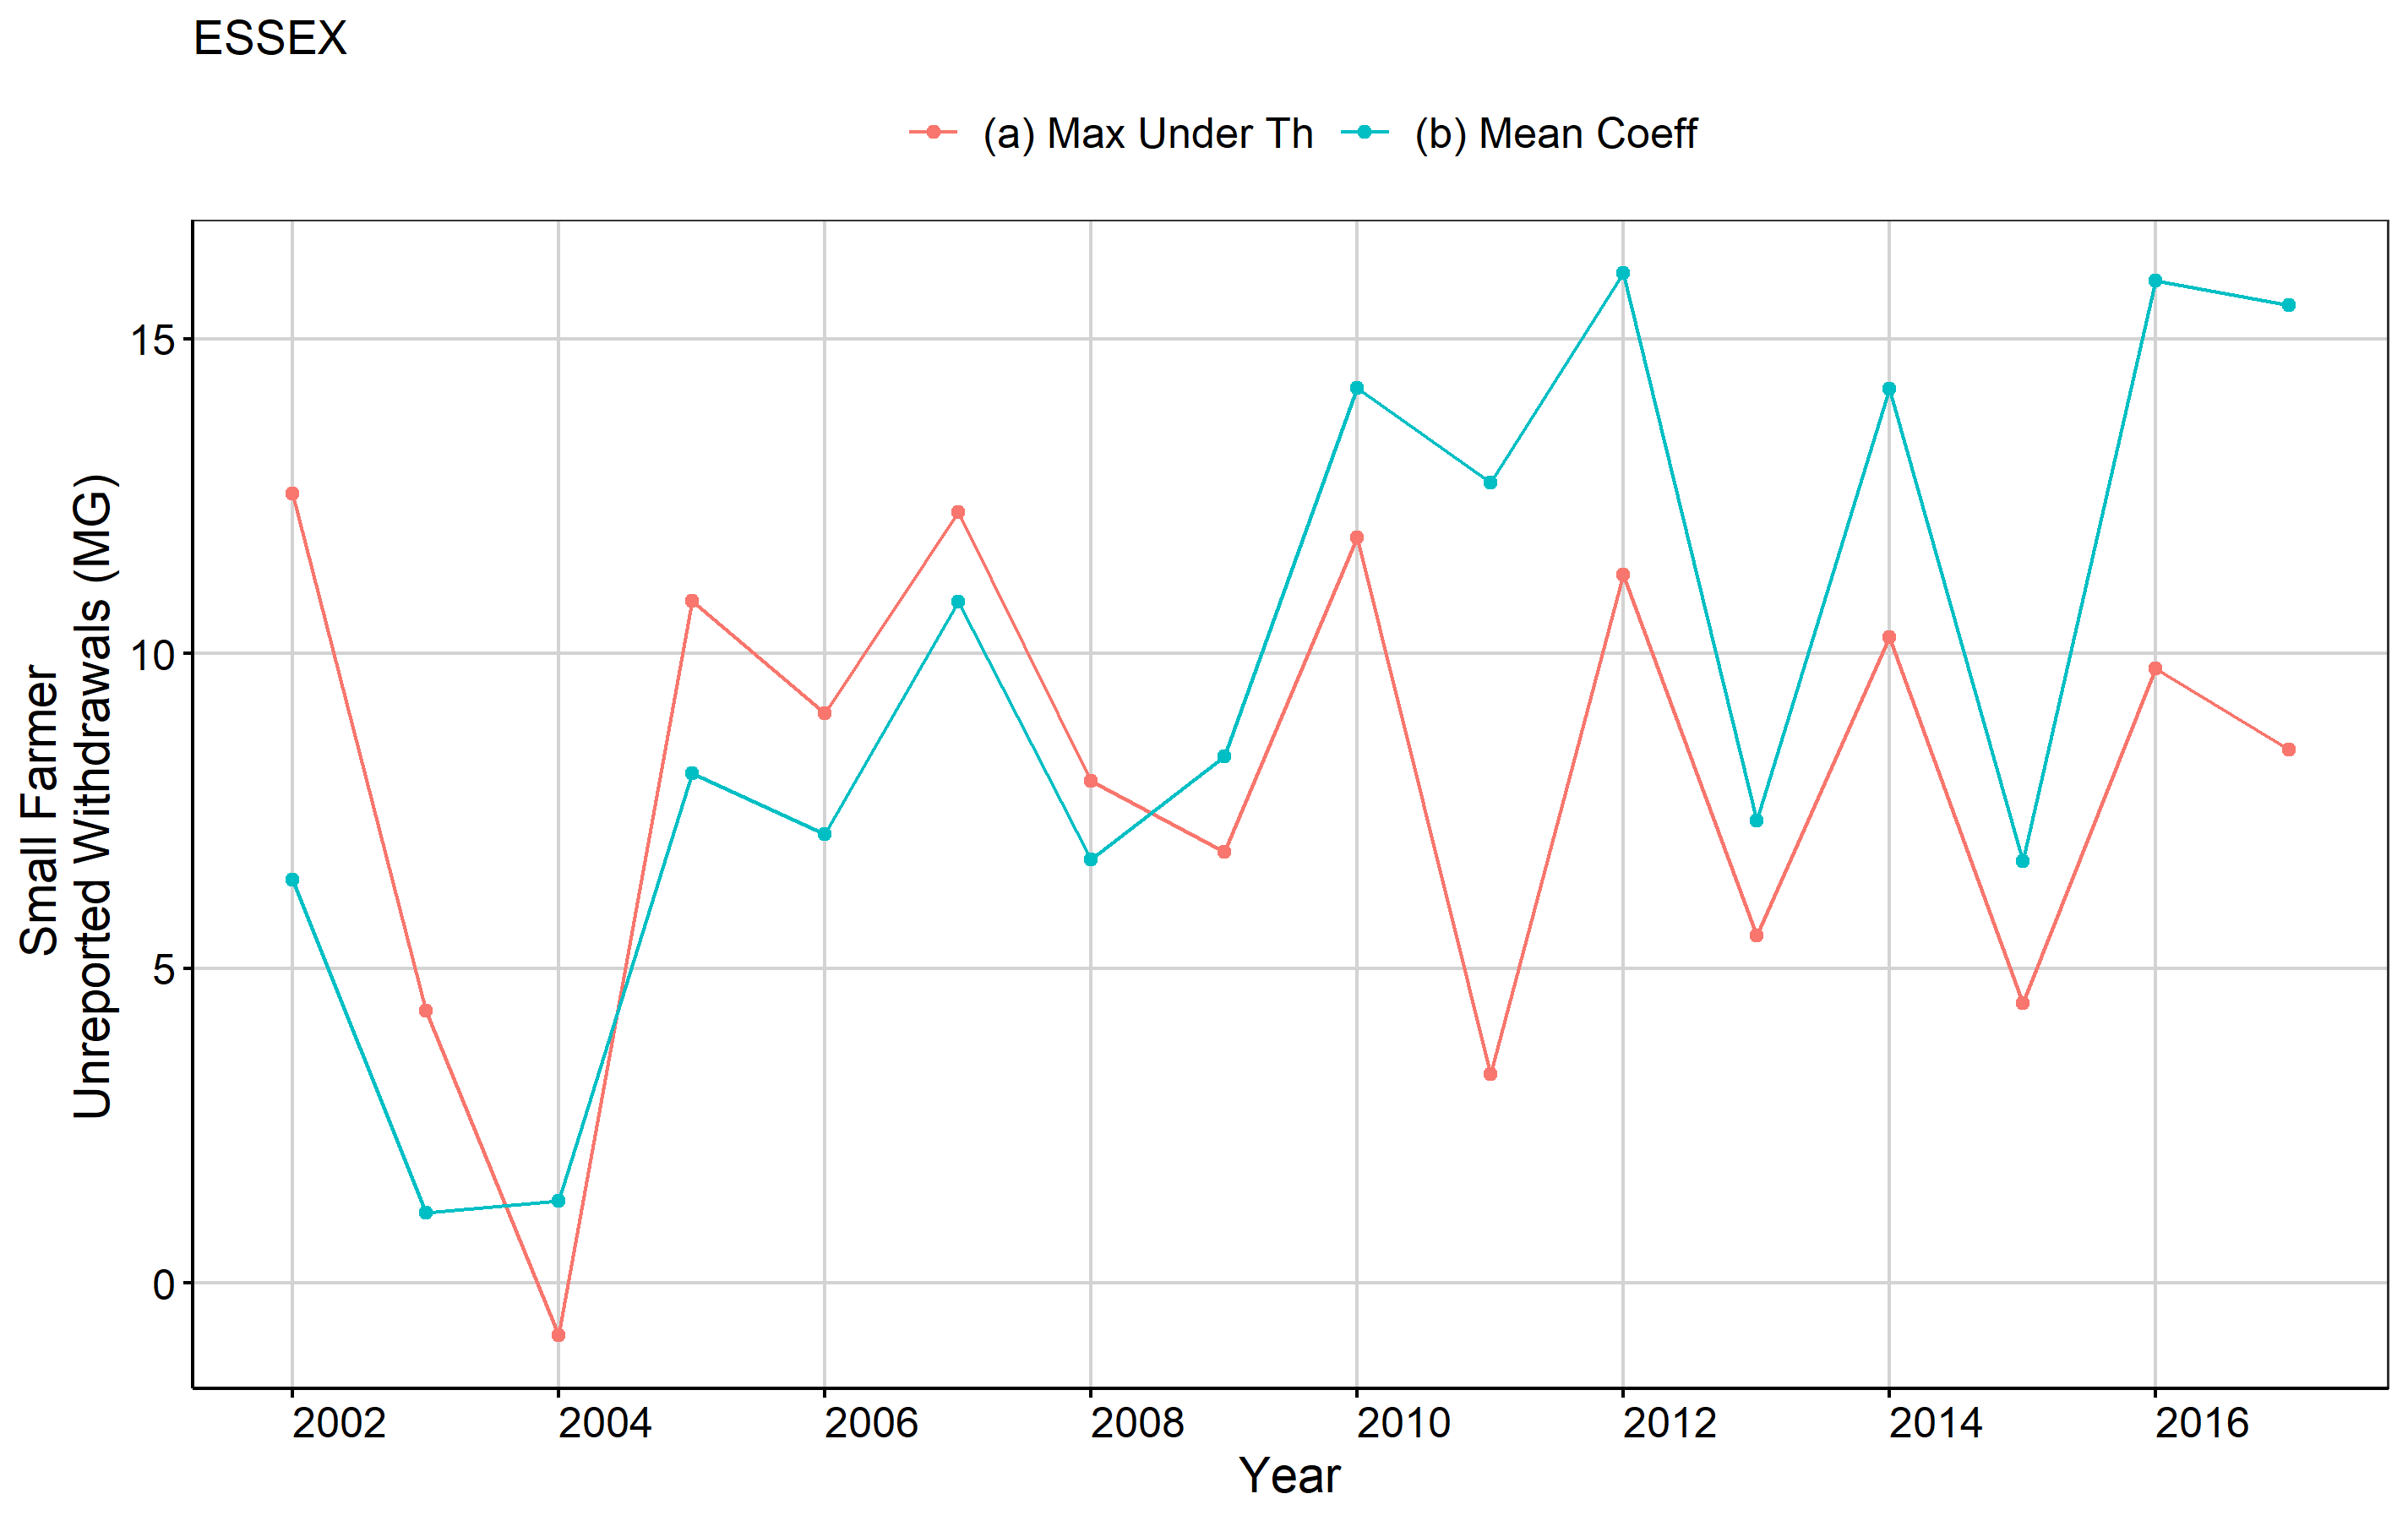 ESSEX
(a) Max Under Th (b) Mean Coeff
Small Farmer
Unreported Withdrawals (MG)
15
10
5
0
2002 2004 2006 2008 2010 2012 2014 2016
Year